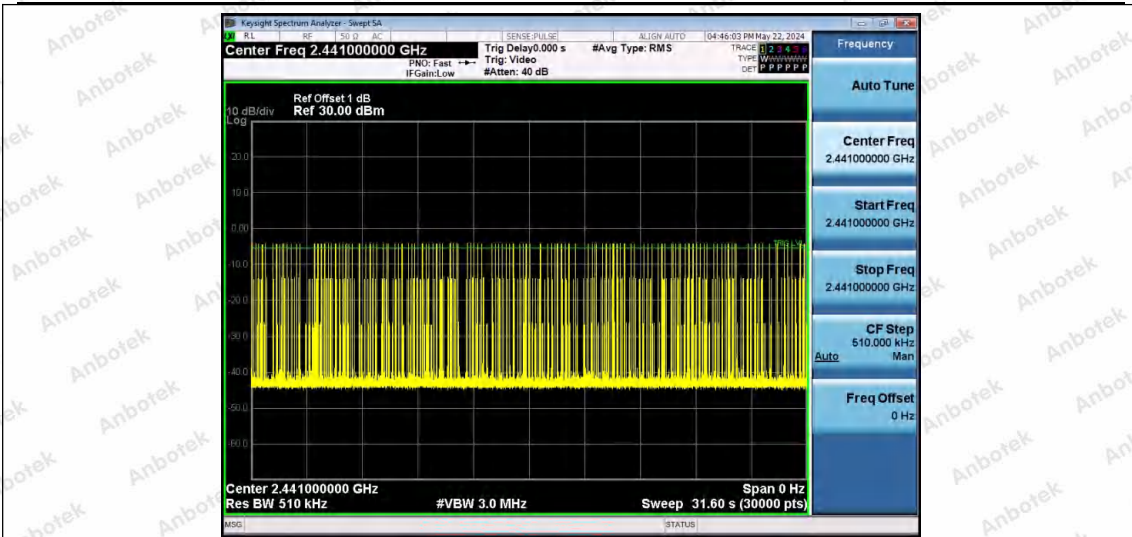 Keysight Spectrum Analyzer - Swept SA
RL RF 50 Ω AC SENSE:PULSE ALIGN AUTO 04:46:03 PM May 22, 2024
Center Freq 2.441000000 GHz
PNO: Fast
IFGain:Low
Trig Delay0.000 s
Trig: Video
#Atten: 40 dB
#Avg Type: RMS
TRACE 1 2 3 4 5 6
TYPE WWWWWW
DET P P P P P P
Ref Offset 1 dB
10 dB/div Ref 30.00 dBm
Log
20.0
10.0
0.00
-10.0
-20.0
-30.0
-40.0
-50.0
-60.0
TRIG LVL
Center 2.441000000 GHz Span 0 Hz
Res BW 510 kHz #VBW 3.0 MHz Sweep 31.60 s (30000 pts)
MSG STATUS
Frequency
Auto Tune
Center Freq
2.441000000 GHz
Start Freq
2.441000000 GHz
Stop Freq
2.441000000 GHz
CF Step
510.000 kHz
Auto Man
Freq Offset
0 Hz
Anbotek